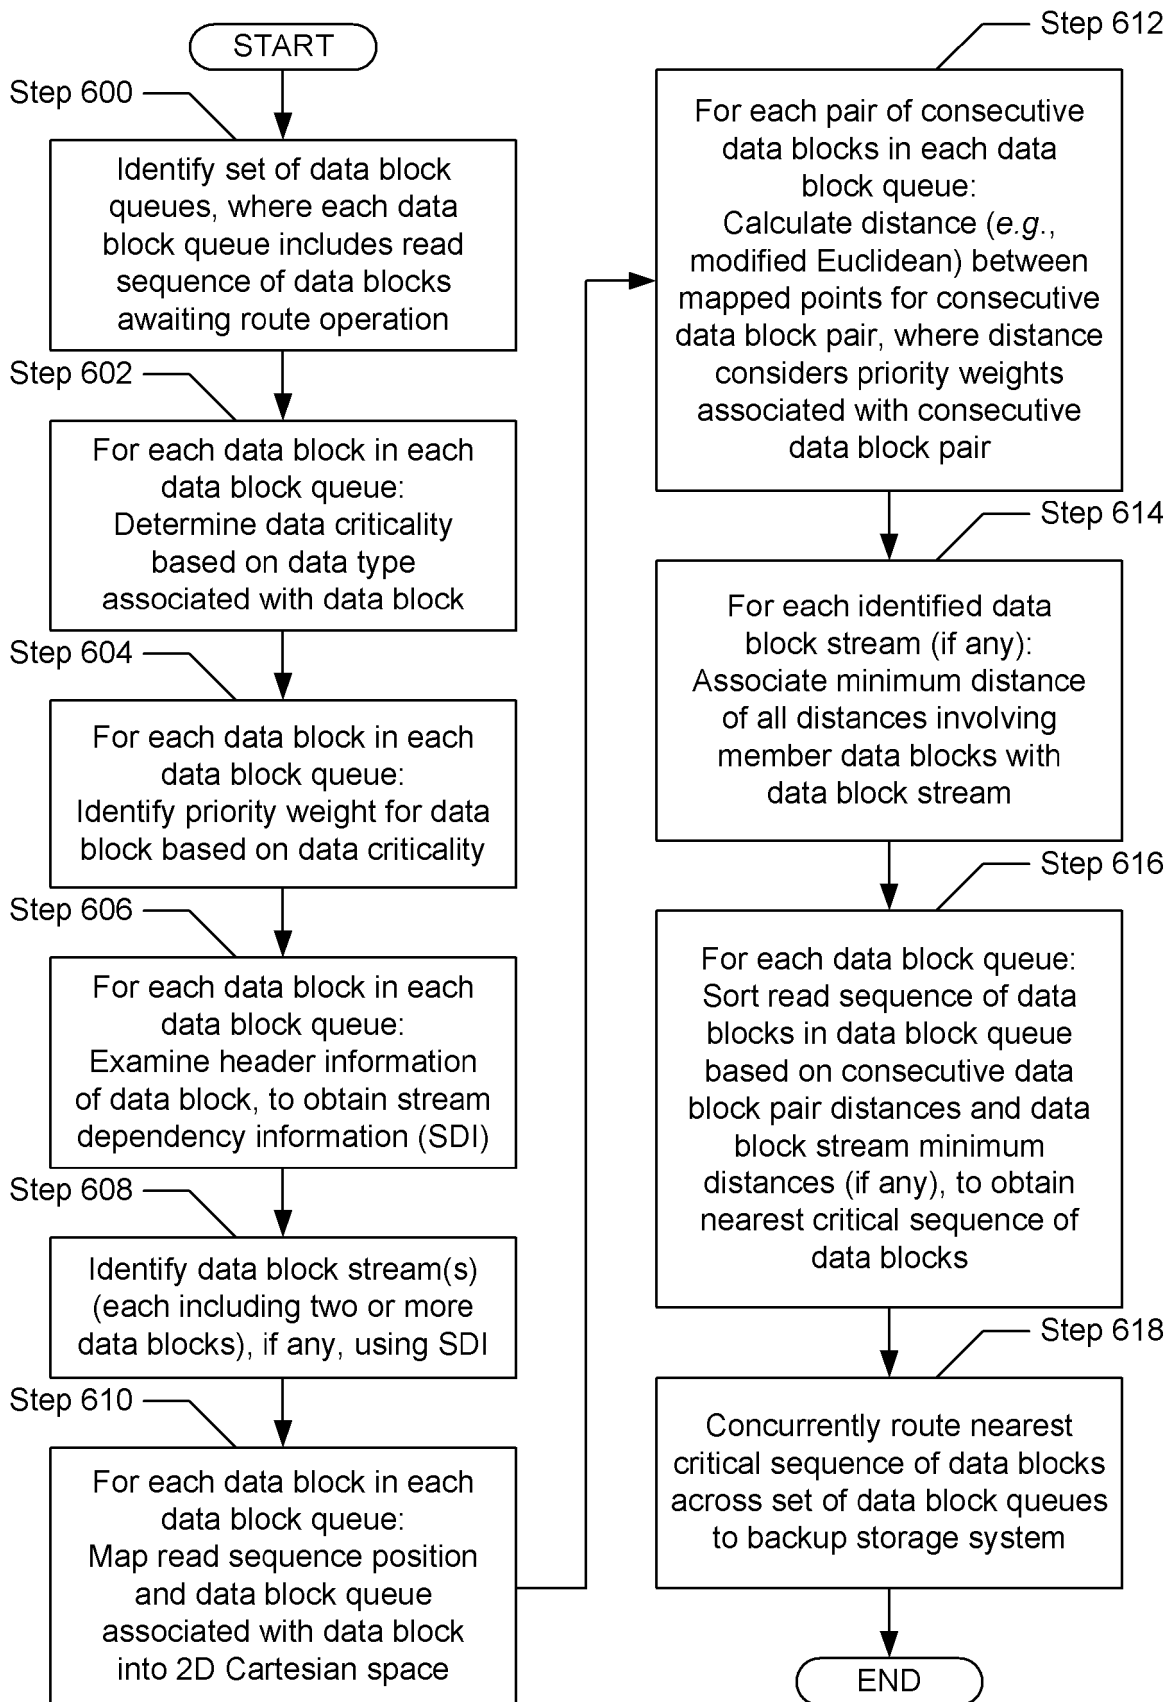 START
Step 600
Identify set of data block
queues, where each data
block queue includes read
sequence of data blocks
awaiting route operation
Step 602
For each data block in each
data block queue:
Determine data criticality
based on data type
associated with data block
Step 604
For each data block in each
data block queue:
Identify priority weight for data
block based on data criticality
Step 606
For each data block in each
data block queue:
Examine header information
of data block, to obtain stream
dependency information (SDI)
Step 608
Identify data block stream(s)
(each including two or more
data blocks), if any, using SDI
Step 610
For each data block in each
data block queue:
Map read sequence position
and data block queue
associated with data block
into 2D Cartesian space
Step 612
For each pair of consecutive
data blocks in each data
block queue:
Calculate distance (e.g.,
modified Euclidean) between
mapped points for consecutive
data block pair, where distance
considers priority weights
associated with consecutive
data block pair
Step 614
For each identified data
block stream (if any):
Associate minimum distance
of all distances involving
member data blocks with
data block stream
Step 616
For each data block queue:
Sort read sequence of data
blocks in data block queue
based on consecutive data
block pair distances and data
block stream minimum
distances (if any), to obtain
nearest critical sequence of
data blocks
Step 618
Concurrently route nearest
critical sequence of data blocks
across set of data block queues
to backup storage system
END